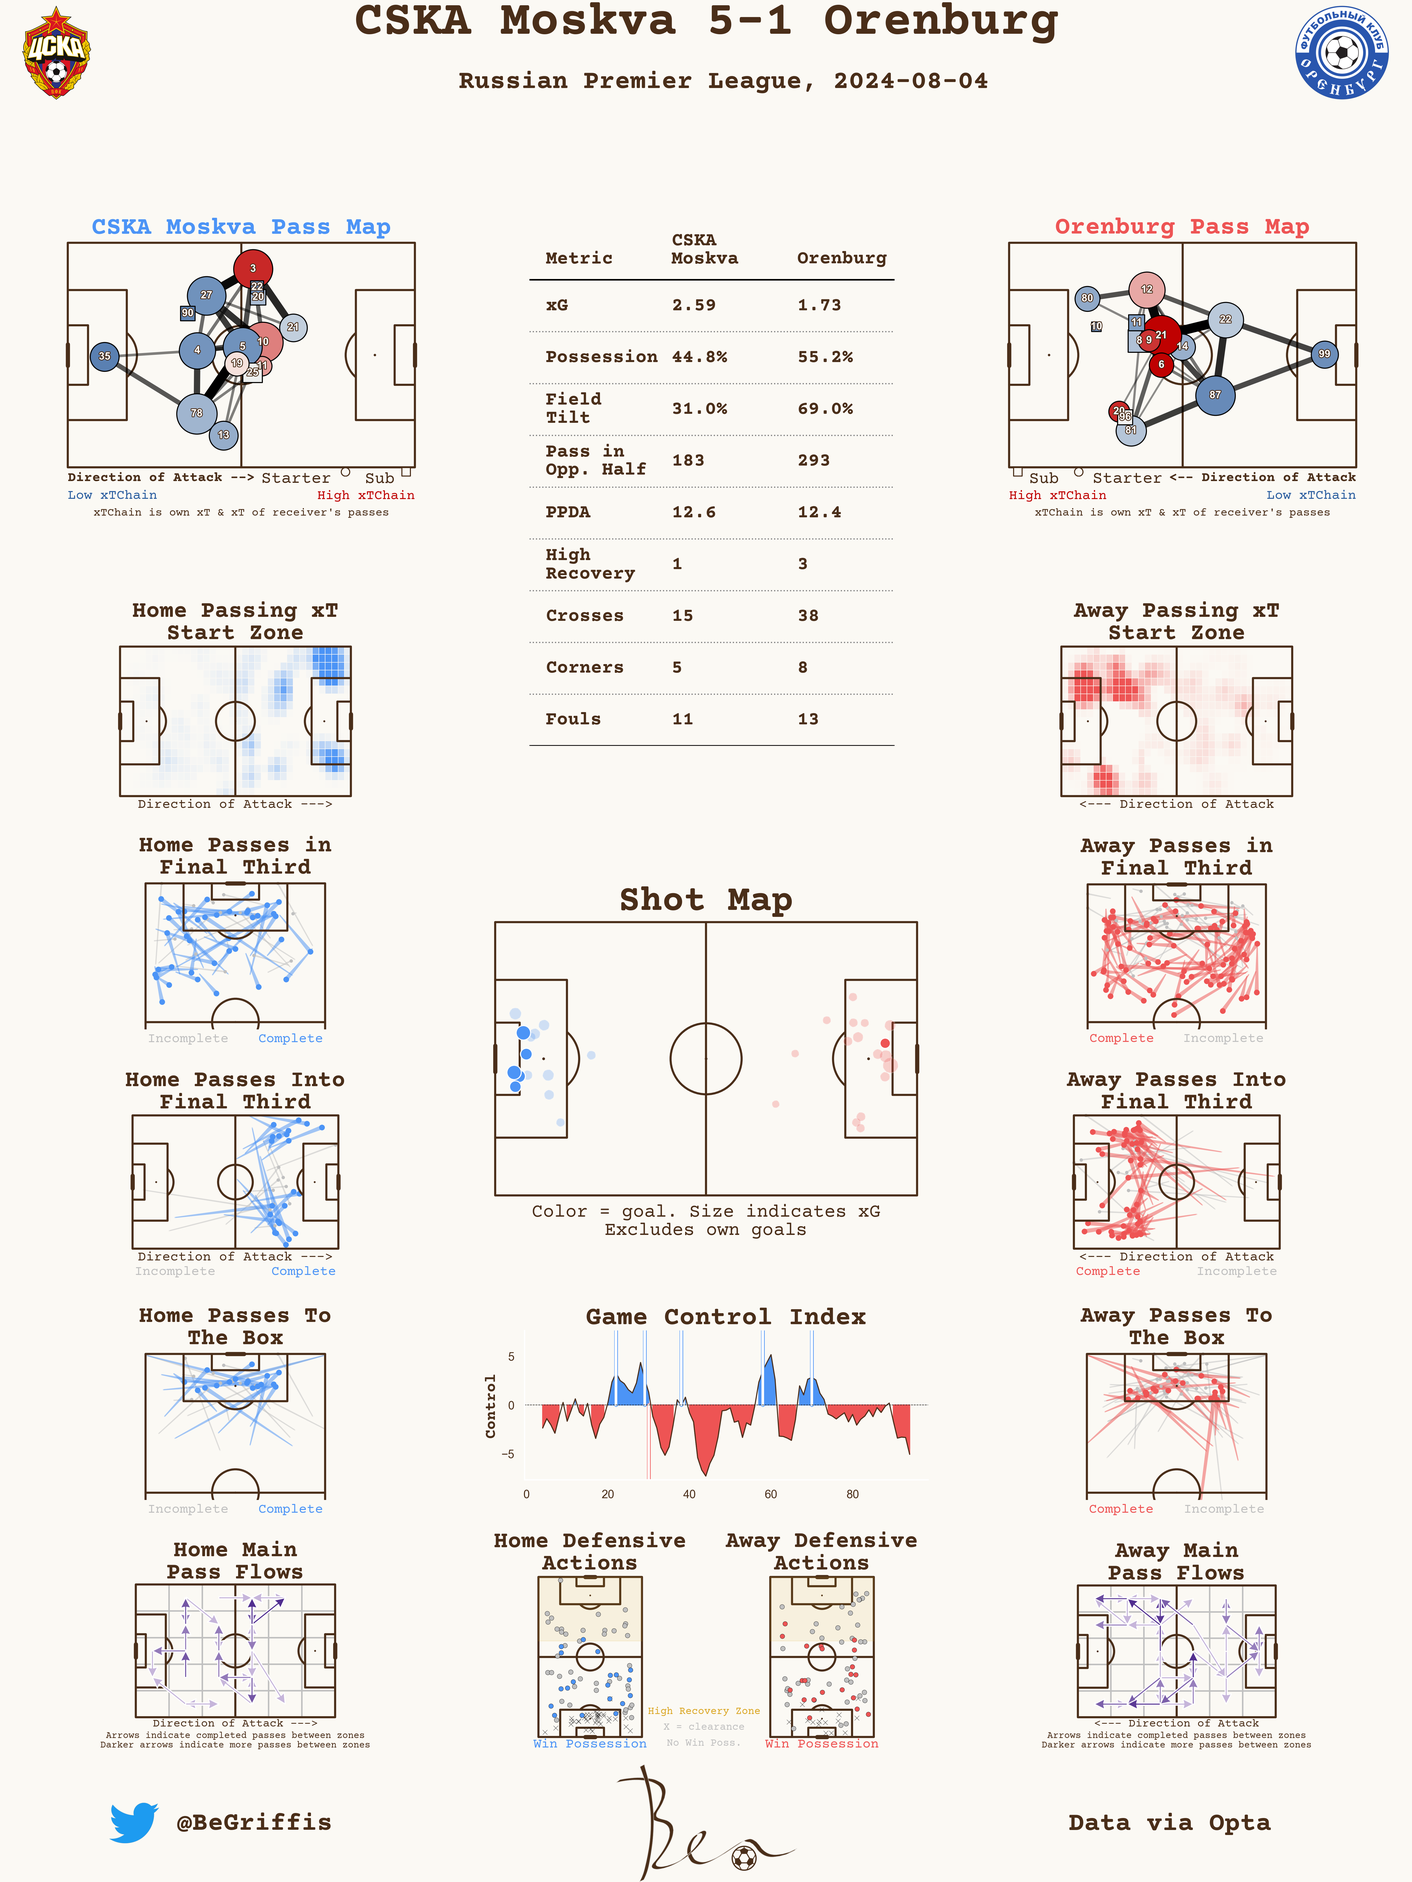 CSKA Moskva 5-1 Orenburg
Russian Premier League, 2024-08-04
ЦСКА
ФУТБОЛЬНЫЙ КЛУБ
ОРЕНБУРГ
CSKA Moskva Pass Map
3
27
22
20
90
21
10
5
4
35
19
11
25
78
13
Direction of Attack --> Starter Sub
Low xTChain High xTChain
xTChain is own xT & xT of receiver's passes
Metric CSKA Moskva Orenburg
xG 2.59 1.73
Possession 44.8% 55.2%
Field Tilt 31.0% 69.0%
Pass in Opp. Half 183 293
PPDA 12.6 12.4
High Recovery 1 3
Crosses 15 38
Corners 5 8
Fouls 11 13
Orenburg Pass Map
12
80
10
11
22
21
8
9
14
99
6
87
20
96
81
Sub Starter <-- Direction of Attack
High xTChain Low xTChain
xTChain is own xT & xT of receiver's passes
Home Passing xT
Start Zone
Direction of Attack --->
Away Passing xT
Start Zone
<--- Direction of Attack
Home Passes in
Final Third
Incomplete Complete
Away Passes in
Final Third
Complete Incomplete
Shot Map
Color = goal. Size indicates xG
Excludes own goals
Home Passes Into
Final Third
Direction of Attack --->
Incomplete Complete
Away Passes Into
Final Third
<--- Direction of Attack
Complete Incomplete
Home Passes To
The Box
Incomplete Complete
Game Control Index
Control
5
0
−5
0 20 40 60 80
Away Passes To
The Box
Complete Incomplete
Home Main
Pass Flows
Direction of Attack --->
Arrows indicate completed passes between zones
Darker arrows indicate more passes between zones
Home Defensive
Actions
Win Possession
High Recovery Zone
X = clearance
No Win Poss.
Away Defensive
Actions
Win Possession
Away Main
Pass Flows
<--- Direction of Attack
Arrows indicate completed passes between zones
Darker arrows indicate more passes between zones
@BeGriffis
Ben
Data via Opta